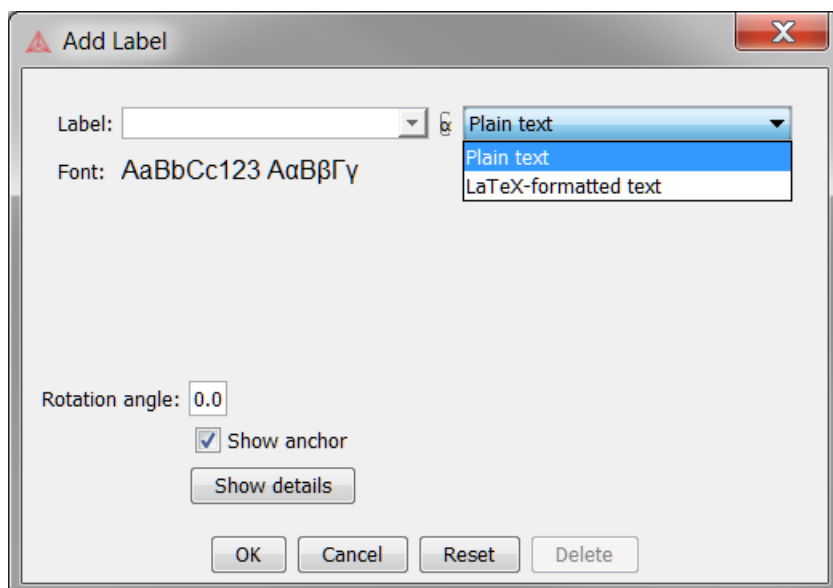 Add Label
Label: α Plain text
Plain text
Font: AaBbCc123 ΑαΒβΓγ
LaTeX-formatted text
Rotation angle: 0.0
Show anchor
Show details
OK Cancel Reset Delete